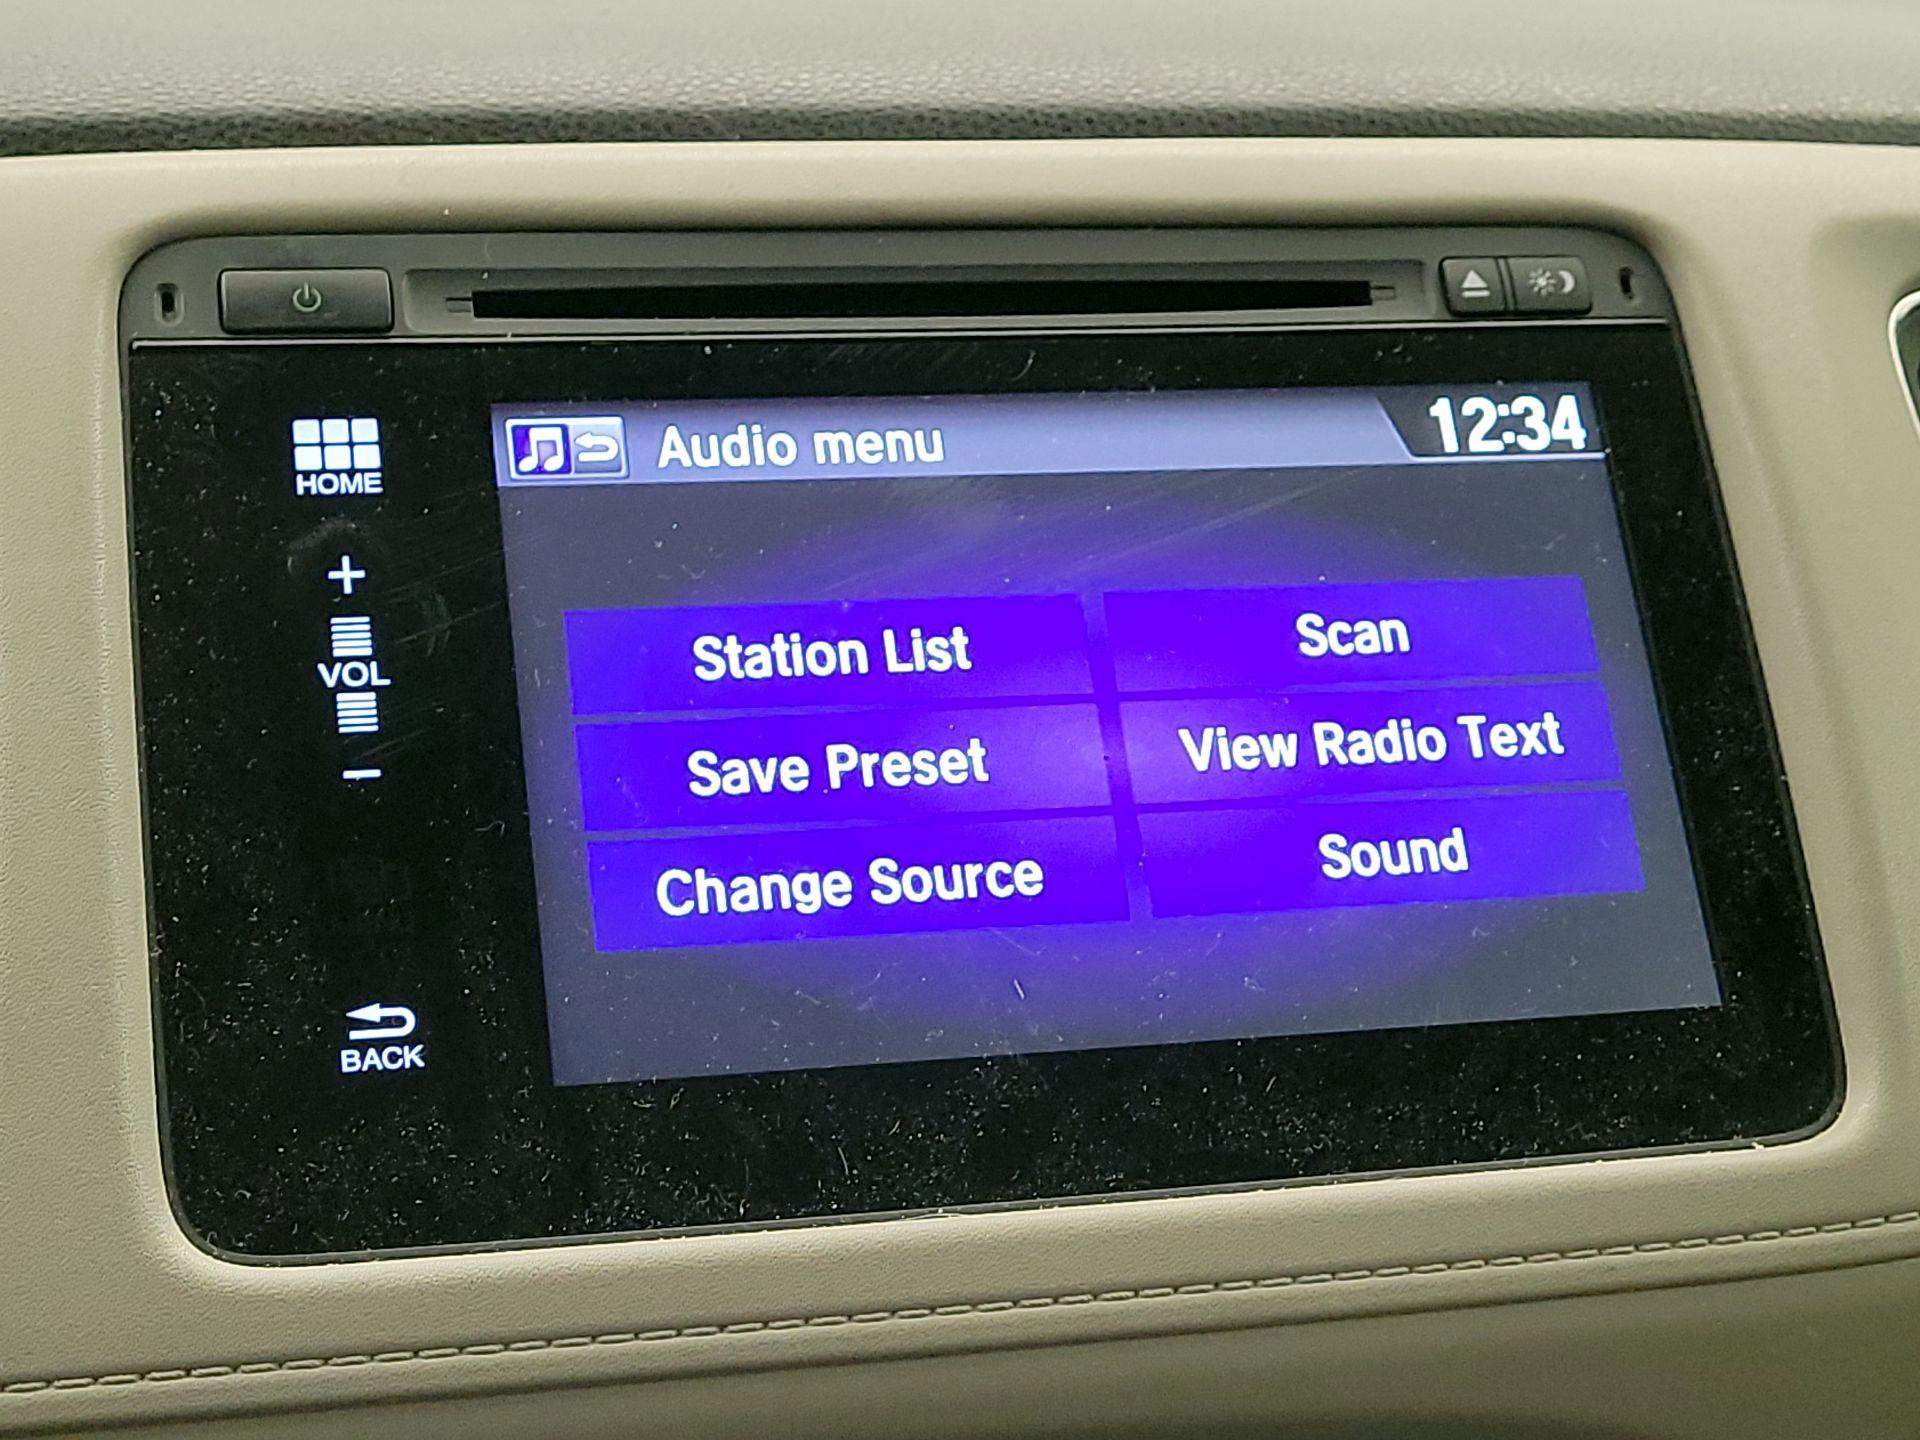 HOME
+
VOL
−
BACK
Audio menu
12:34
Station List
Scan
Save Preset
View Radio Text
Change Source
Sound